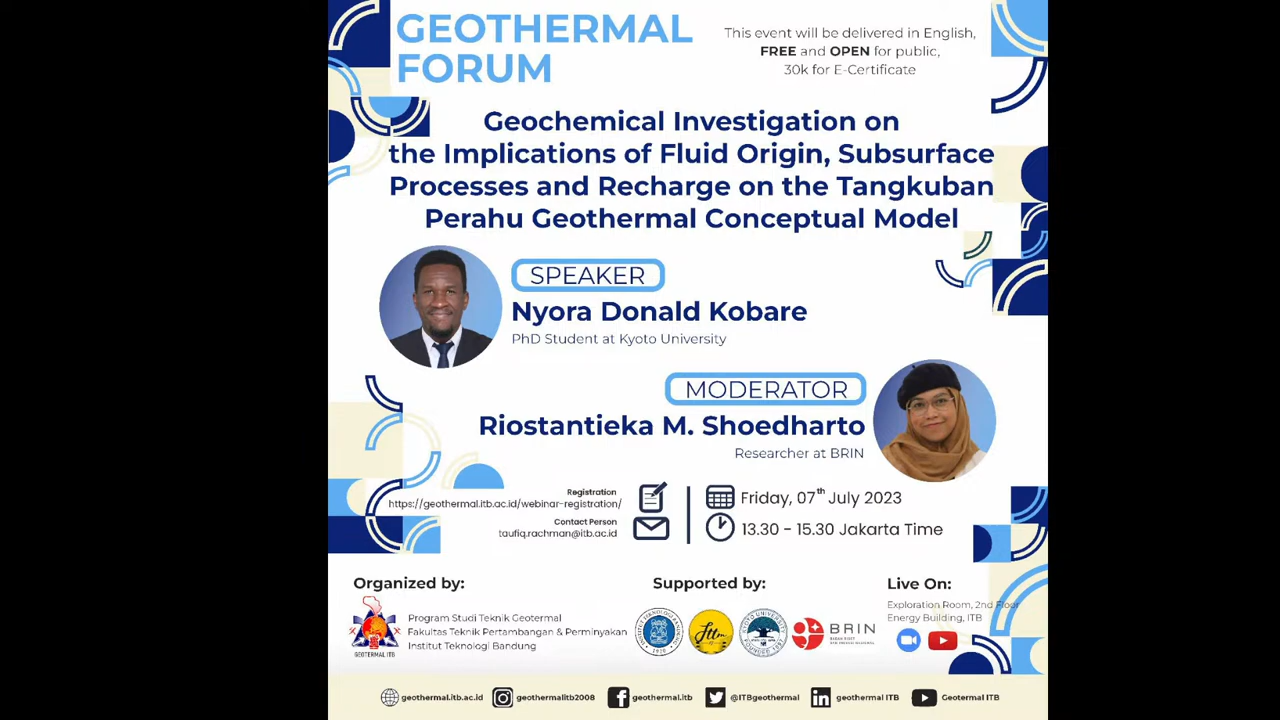 GEOTHERMAL
FORUM
This event will be delivered in English,
FREE and OPEN for public,
30k for E-Certificate
Geochemical Investigation on
the Implications of Fluid Origin, Subsurface
Processes and Recharge on the Tangkuban
Perahu Geothermal Conceptual Model
SPEAKER
Nyora Donald Kobare
PhD Student at Kyoto University
MODERATOR
Riostantieka M. Shoedharto
Researcher at BRIN
Registration
https://geothermal.itb.ac.id/webinar-registration/
Contact Person
taufiq.rachman@itb.ac.id
Friday, 07th July 2023
13.30 - 15.30 Jakarta Time
Organized by:
GEOTERMAL ITB
Program Studi Teknik Geotermal
Fakultas Teknik Pertambangan & Perminyakan
Institut Teknologi Bandung
Supported by:
fttm
BRIN
Live On:
Exploration Room, 2nd Floor
Energy Building, ITB
geothermal.itb.ac.id
geothermalitb2008
geothermal.itb
@ITBgeothermal
geothermal ITB
Geotermal ITB